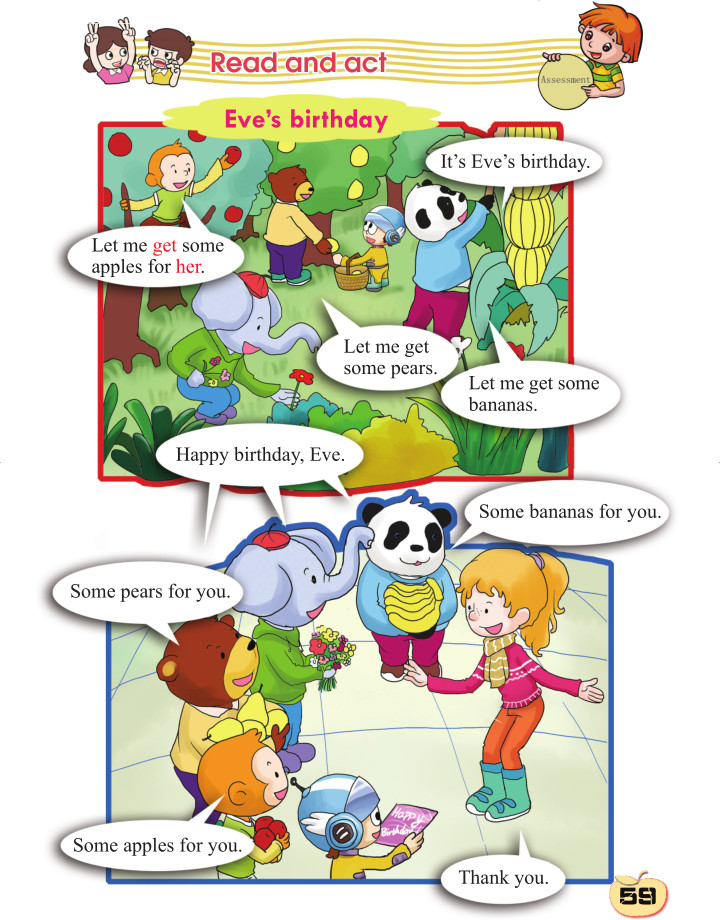 Read and act
Assessment
Eve's birthday
It's Eve's birthday.
Let me get some
apples for her.
Let me get
some pears.
Let me get some
bananas.
Happy birthday, Eve.
Some bananas for you.
Some pears for you.
Happy
Birthday
Some apples for you.
Thank you.
59